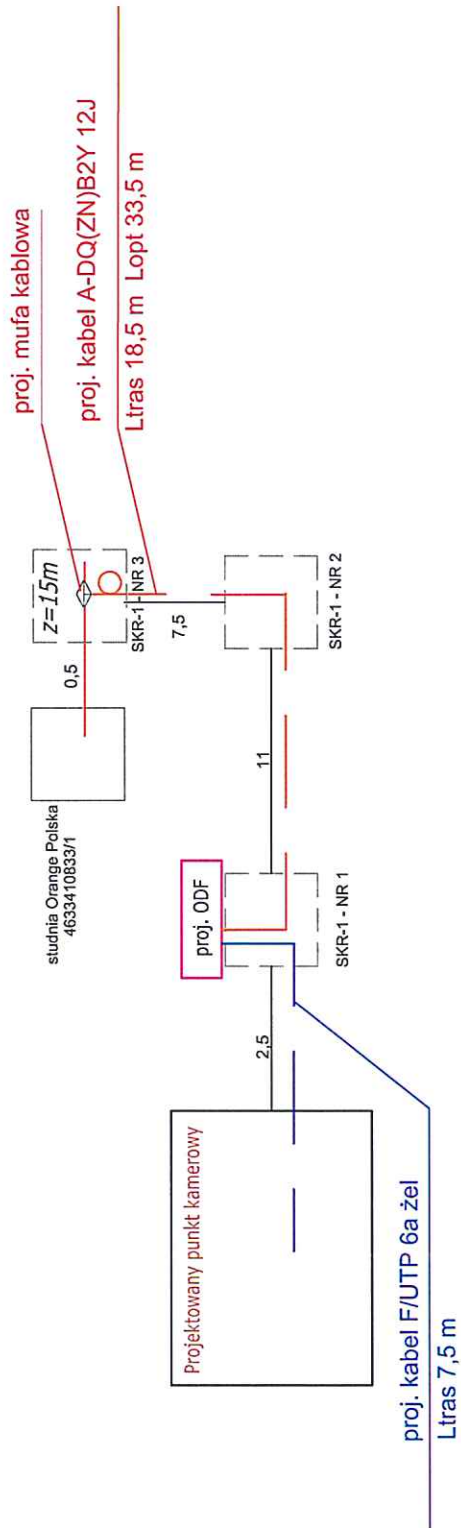 proj. mufa kablowa
proj. kabel A-DQ(ZN)B2Y 12J
Ltras 18,5 m Lopt 33,5 m
z=15m
SKR-1 - NR 3
0,5
7,5
studnia Orange Polska
4633410833/1
SKR-1 - NR 2
11
proj. ODF
SKR-1 - NR 1
2,5
Projektowany punkt kamerowy
proj. kabel F/UTP 6a żel
Ltras 7,5 m